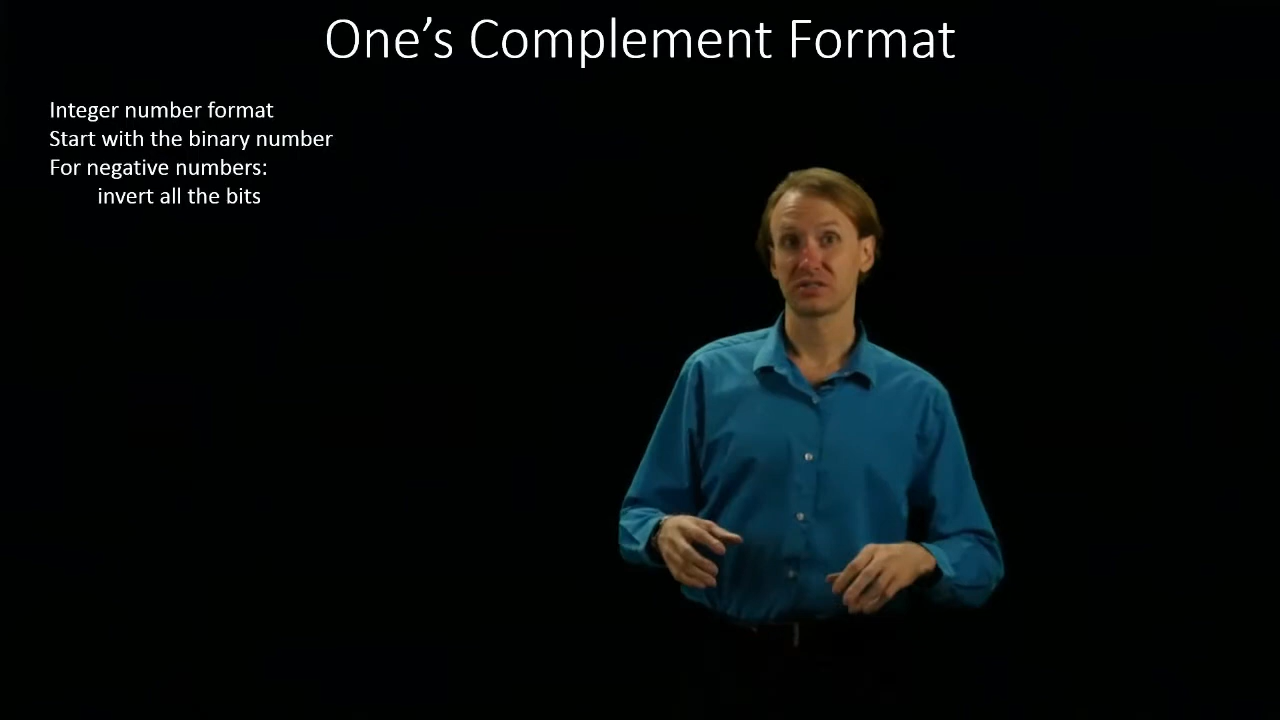 One’s Complement Format
Integer number format
Start with the binary number
For negative numbers:
invert all the bits